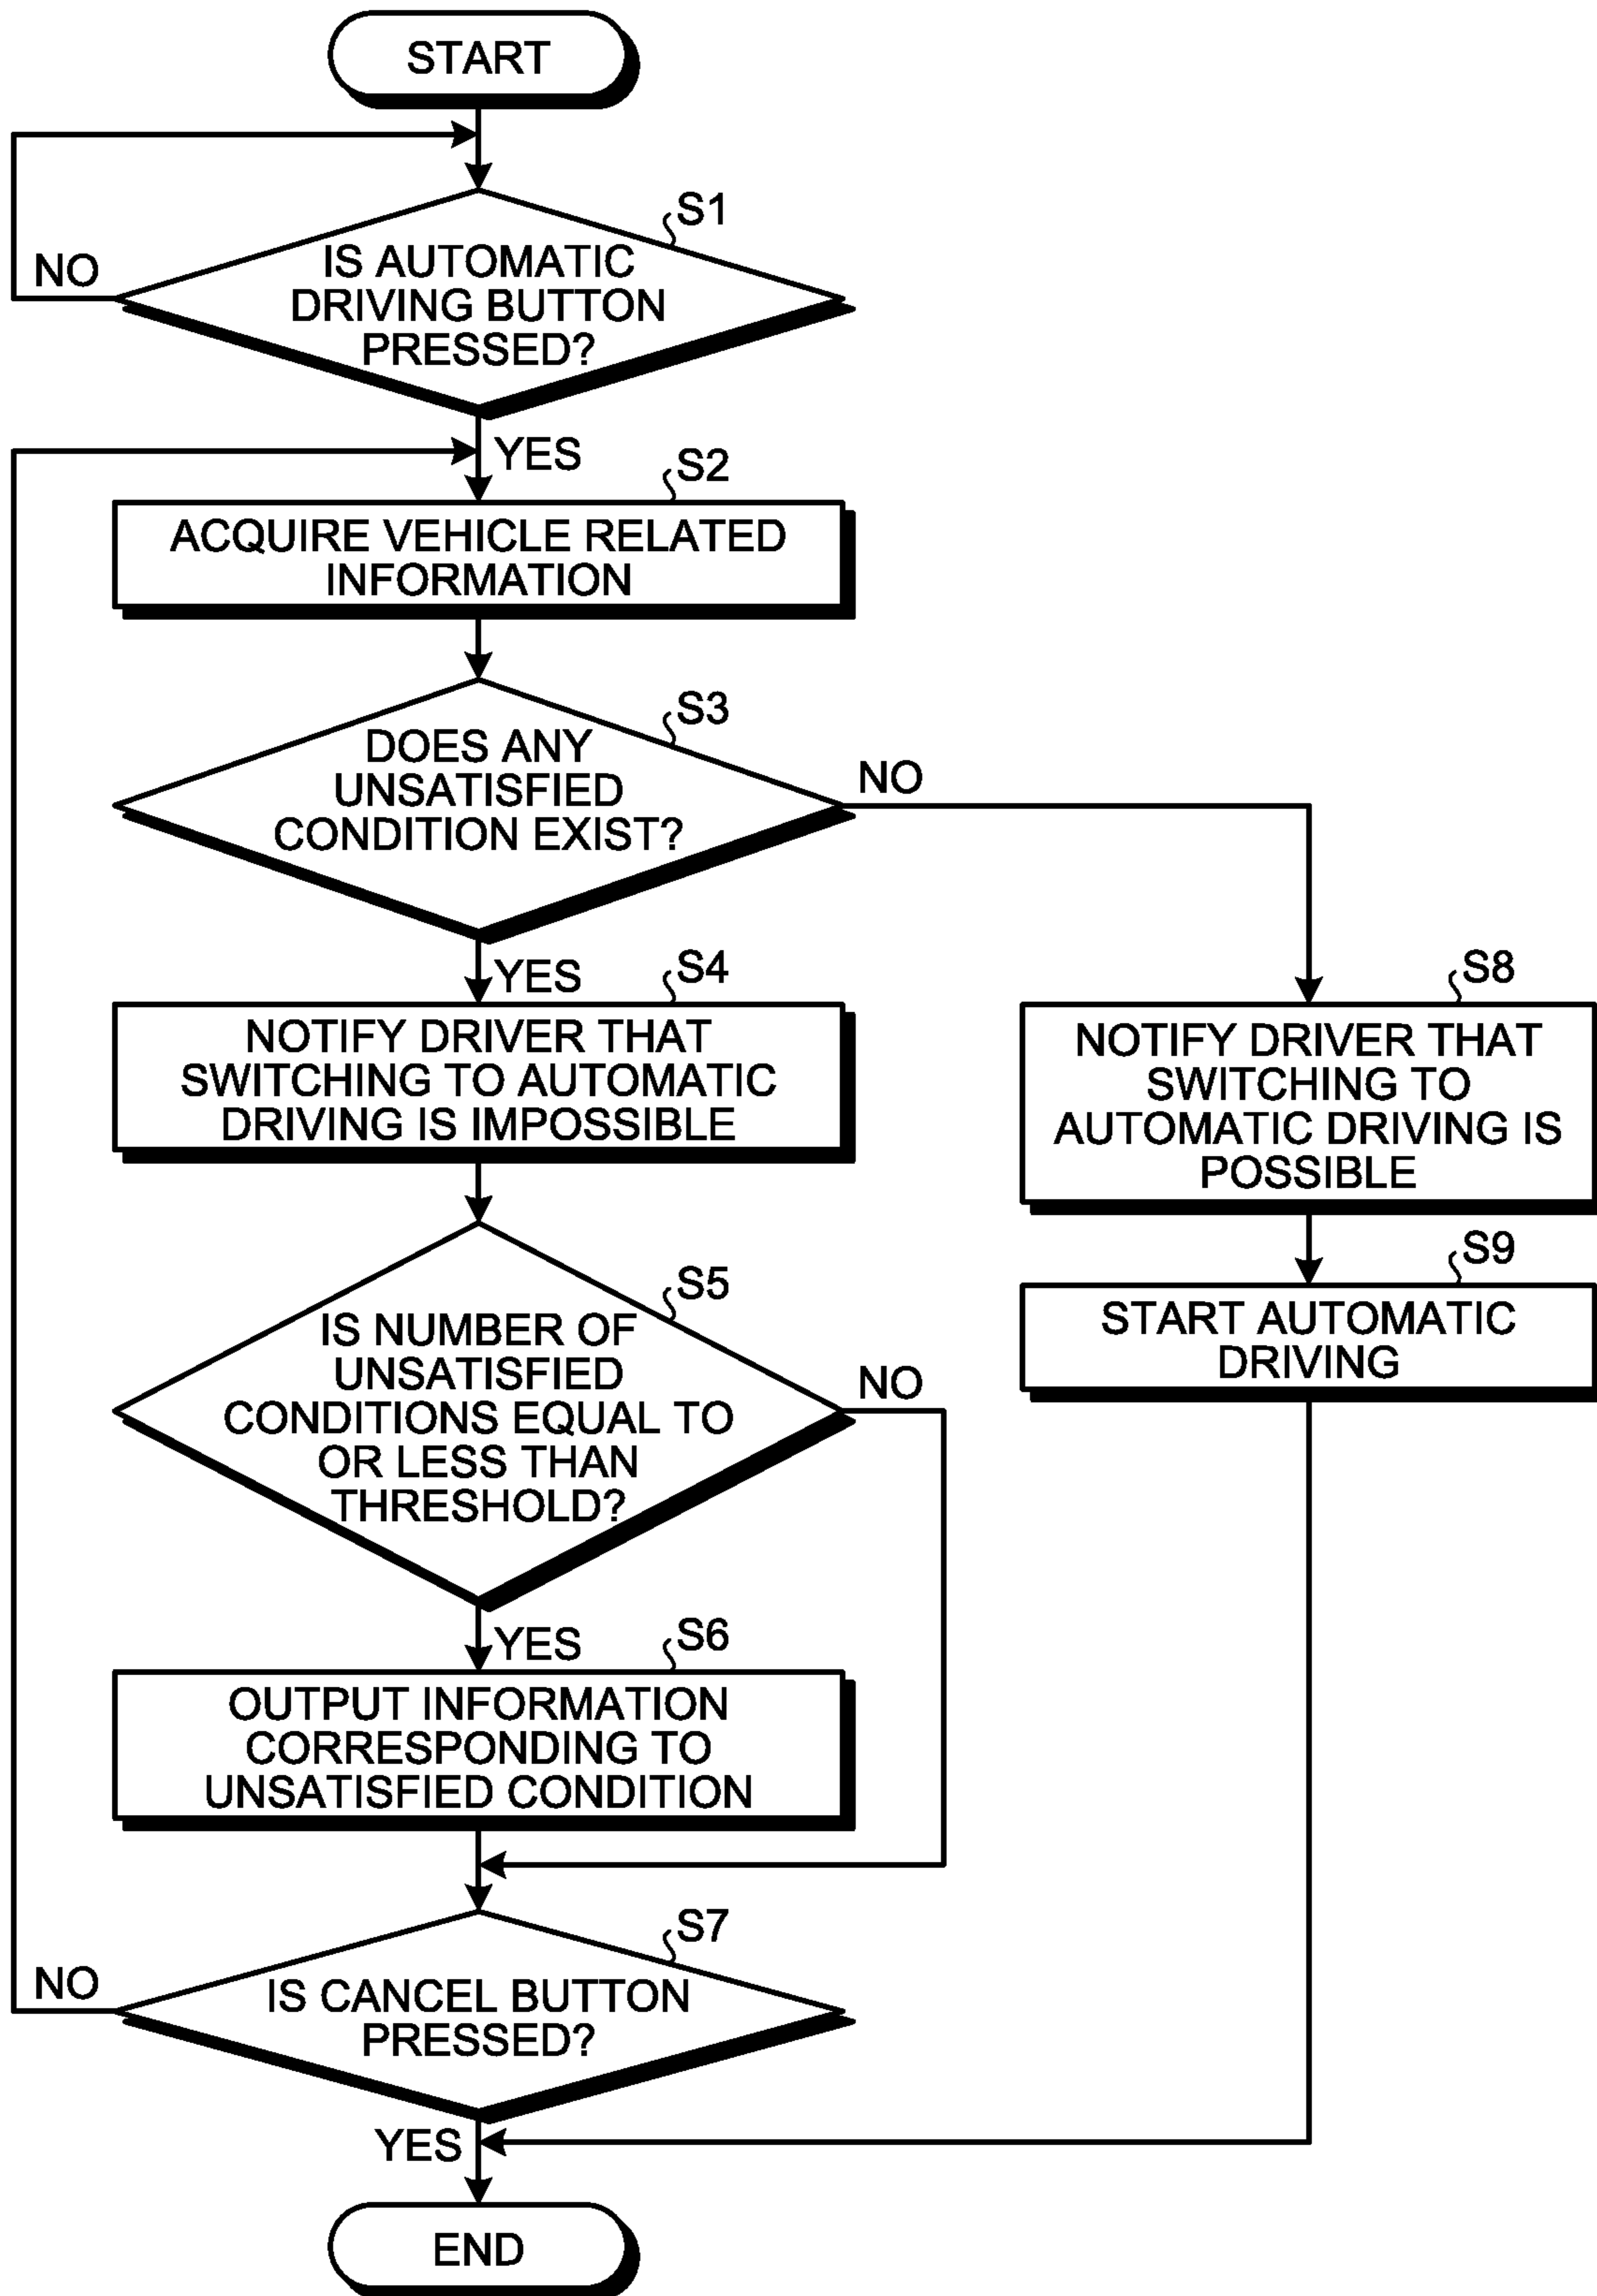 START
S1
IS AUTOMATIC
DRIVING BUTTON
PRESSED?
NO
YES
S2
ACQUIRE VEHICLE RELATED
INFORMATION
S3
DOES ANY
UNSATISFIED
CONDITION EXIST?
NO
YES
S4
NOTIFY DRIVER THAT
SWITCHING TO AUTOMATIC
DRIVING IS IMPOSSIBLE
S8
NOTIFY DRIVER THAT
SWITCHING TO
AUTOMATIC DRIVING IS
POSSIBLE
S9
START AUTOMATIC
DRIVING
S5
IS NUMBER OF
UNSATISFIED
CONDITIONS EQUAL TO
OR LESS THAN
THRESHOLD?
NO
YES
S6
OUTPUT INFORMATION
CORRESPONDING TO
UNSATISFIED CONDITION
S7
IS CANCEL BUTTON
PRESSED?
NO
YES
END